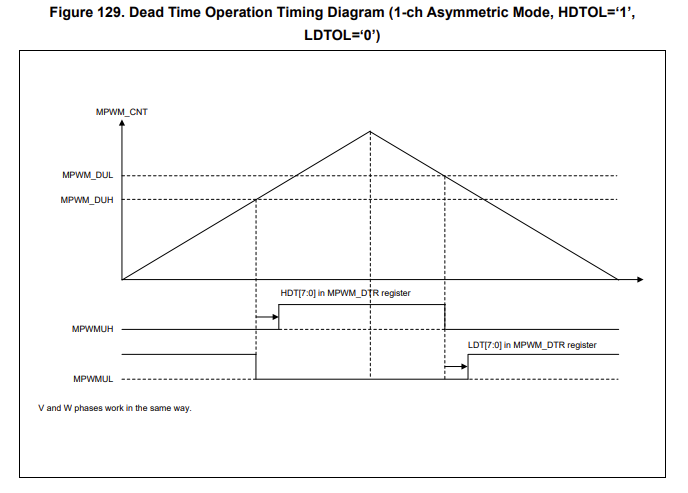 Figure 129. Dead Time Operation Timing Diagram (1-ch Asymmetric Mode, HDTOL=‘1’,
LDTOL=‘0’)
MPWM_CNT
MPWM_DUL
MPWM_DUH
HDT[7:0] in MPWM_DTR register
MPWMUH
LDT[7:0] in MPWM_DTR register
MPWMUL
V and W phases work in the same way.